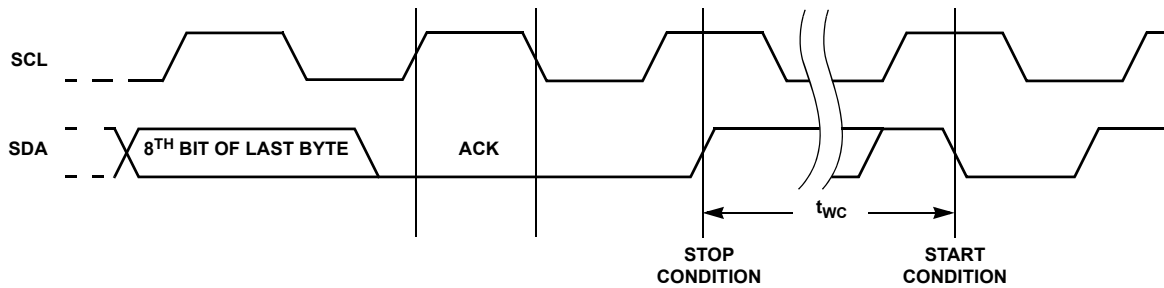 SCL
SDA
8TH BIT OF LAST BYTE
ACK
tWC
STOP
CONDITION
START
CONDITION